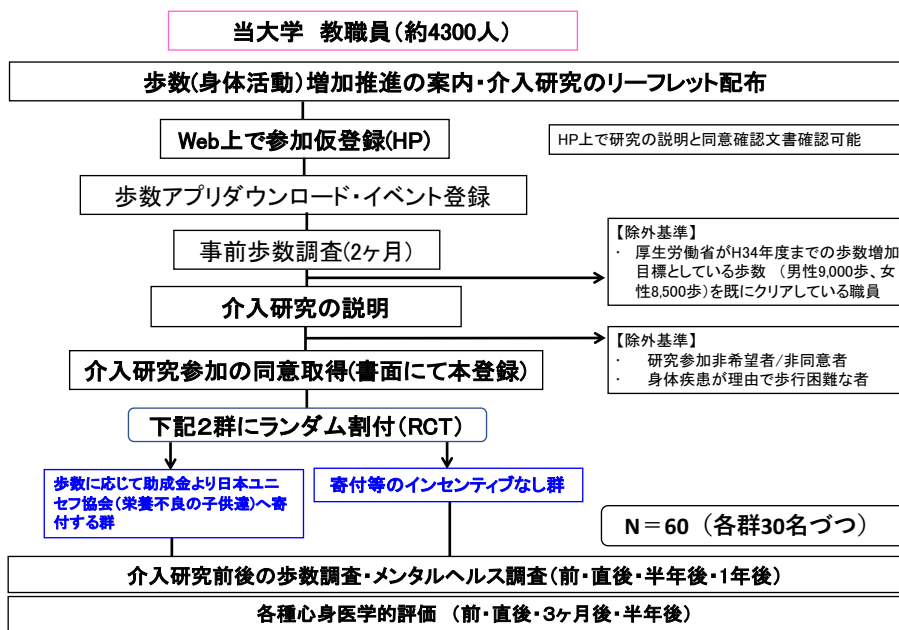 当大学 教職員(約4300人)
歩数(身体活動)増加推進の案内・介入研究のリーフレット配布
Web上で参加仮登録(HP)
HP上で研究の説明と同意確認文書確認可能
歩数アプリダウンロード・イベント登録
事前歩数調査(2ヶ月)
【除外基準】
・ 厚生労働省がH34年度までの歩数増加
目標としている歩数 (男性9,000歩、女
性8,500歩)を既にクリアしている職員
介入研究の説明
【除外基準】
・ 研究参加非希望者/非同意者
・ 身体疾患が理由で歩行困難な者
介入研究参加の同意取得(書面にて本登録)
下記2群にランダム割付(RCT)
歩数に応じて助成金より日本ユニ
セフ協会(栄養不良の子供達)へ寄
付する群
寄付等のインセンティブなし群
N=60 (各群30名づつ)
介入研究前後の歩数調査・メンタルヘルス調査(前・直後・半年後・1年後)
各種心身医学的評価 (前・直後・3ヶ月後・半年後)